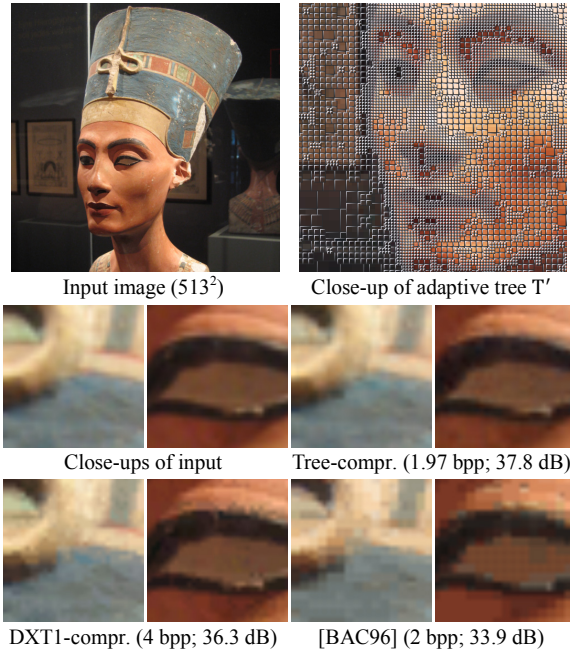 Input image (513²)
Close-up of adaptive tree T′
Close-ups of input
Tree-compr. (1.97 bpp; 37.8 dB)
DXT1-compr. (4 bpp; 36.3 dB)
[BAC96] (2 bpp; 33.9 dB)